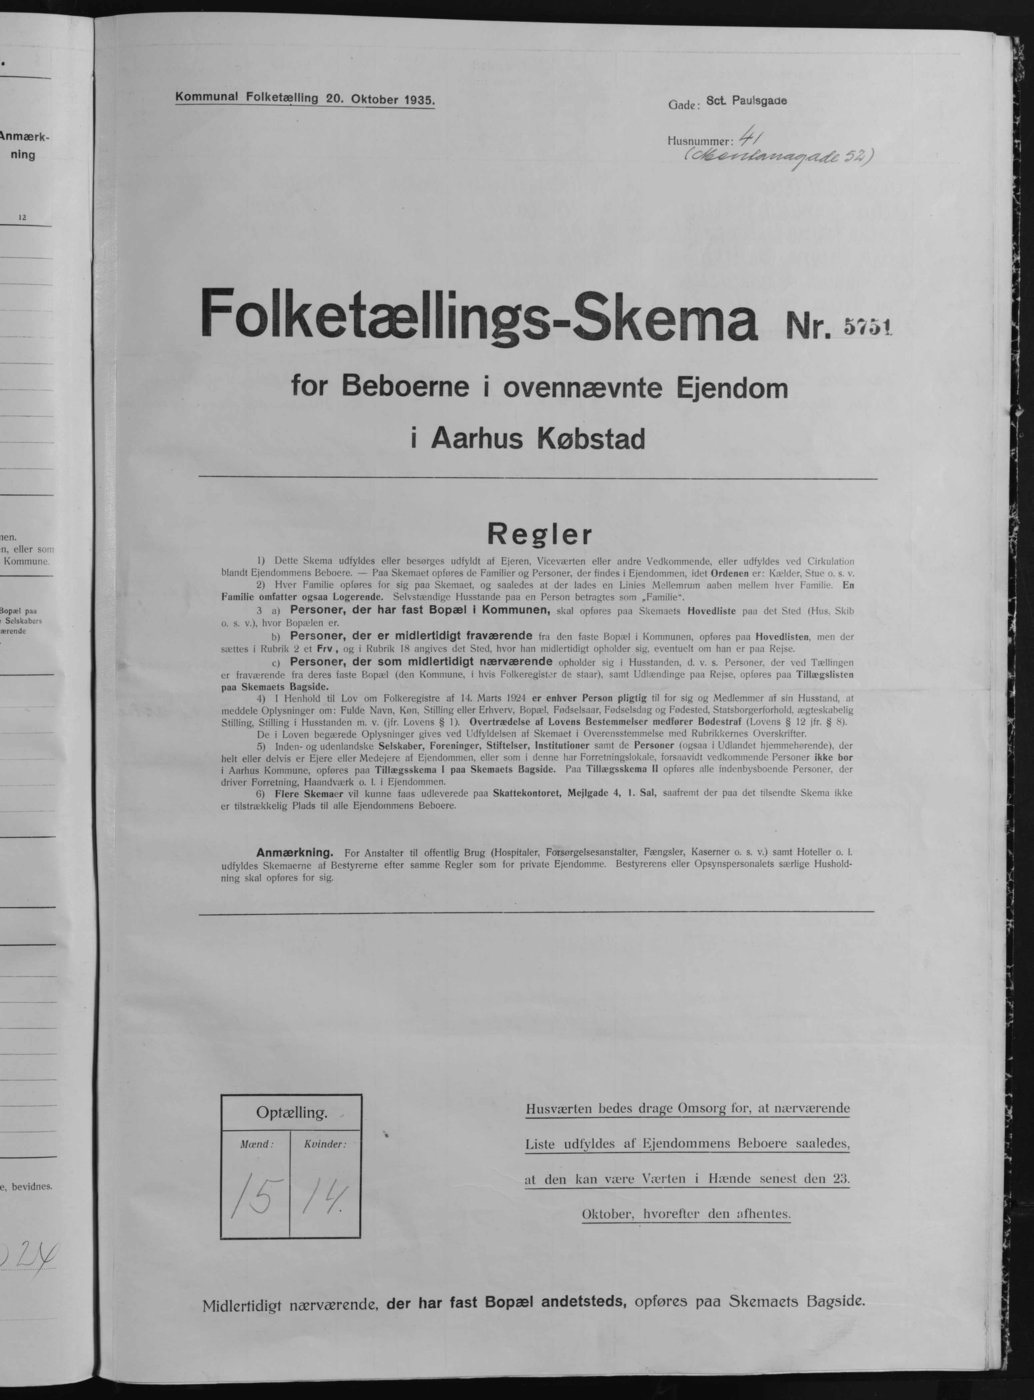 Anmærk-
ning
12
n, eller som
Kommune.
Bopæl paa
Selskabers
ærende
e, bevidnes.
24
Kommunal Folketælling 20. Oktober 1935.
Gade: Sct. Paulsgade
Husnummer: 41
(Montanagade 52)
Folketællings-Skema Nr. 5751
for Beboerne i ovennævnte Ejendom
i Aarhus Købstad
Regler
1) Dette Skema udfyldes eller besørges udfyldt af Ejeren, Viceværten eller andre Vedkommende, eller udfyldes ved Cirkulation
blandt Ejendommens Beboere. — Paa Skemaet opføres de Familier og Personer, der findes i Ejendommen, idet Ordenen er: Kælder, Stue o. s. v.
2) Hver Familie opføres for sig paa Skemaet, og saaledes at der lades en Linies Mellemrum aaben mellem hver Familie. En
Familie omfatter ogsaa Logerende. Selvstændige Husstande paa en Person betragtes som „Familie“.
3 a) Personer, der har fast Bopæl i Kommunen, skal opføres paa Skemaets Hovedliste paa det Sted (Hus, Skib
o. s. v.), hvor Bopælen er.
b) Personer, der er midlertidigt fraværende fra den faste Bopæl i Kommunen, opføres paa Hovedlisten, men der
sættes i Rubrik 2 et Frv., og i Rubrik 18 angives det Sted, hvor han midlertidigt opholder sig, eventuelt om han er paa Rejse.
c) Personer, der som midlertidigt nærværende opholder sig i Husstanden, d. v. s. Personer, der ved Tællingen
er fraværende fra deres faste Bopæl (den Kommune, i hvis Folkeregister de staar), samt Udlændinge paa Rejse, opføres paa Tillægslisten
paa Skemaets Bagside.
4) I Henhold til Lov om Folkeregistre af 14. Marts 1924 er enhver Person pligtig til for sig og Medlemmer af sin Husstand, at
meddele Oplysninger om: Fulde Navn, Køn, Stilling eller Erhverv, Bopæl, Fødselsaar, Fødselsdag og Fødested, Statsborgerforhold, ægteskabelig
Stilling, Stilling i Husstanden m. v. (jfr. Lovens § 1). Overtrædelse af Lovens Bestemmelser medfører Bødestraf (Lovens § 12 jfr. § 8).
De i Loven begærede Oplysninger gives ved Udfyldelsen af Skemaet i Overensstemmelse med Rubrikkernes Overskrifter.
5) Inden- og udenlandske Selskaber, Foreninger, Stiftelser, Institutioner samt de Personer (ogsaa i Udlandet hjemmehørende), der
helt eller delvis er Ejere eller Medejere af Ejendommen, eller som i denne har Forretningslokale, forsaavidt vedkommende Personer ikke bor
i Aarhus Kommune, opføres paa Tillægsskema I paa Skemaets Bagside. Paa Tillægsskema II opføres alle indenbysboende Personer, der
driver Forretning, Haandværk o. l. i Ejendommen.
6) Flere Skemaer vil kunne faas udleverede paa Skattekontoret, Mejlgade 4, 1. Sal, saafremt der paa det tilsendte Skema ikke
er tilstrækkelig Plads til alle Ejendommens Beboere.
Anmærkning. For Anstalter til offentlig Brug (Hospitaler, Forsørgelsesanstalter, Fængsler, Kaserner o. s. v.) samt Hoteller o. l.
udfyldes Skemaerne af Bestyrerne efter samme Regler som for private Ejendomme. Bestyrerens eller Opsynspersonalets særlige Hushold-
ning skal opføres for sig.
Optælling.
Mænd: Kvinder:
15 14.
Husværten bedes drage Omsorg for, at nærværende
Liste udfyldes af Ejendommens Beboere saaledes,
at den kan være Værten i Hænde senest den 23.
Oktober, hvorefter den afhentes.
Midlertidigt nærværende, der har fast Bopæl andetsteds, opføres paa Skemaets Bagside.